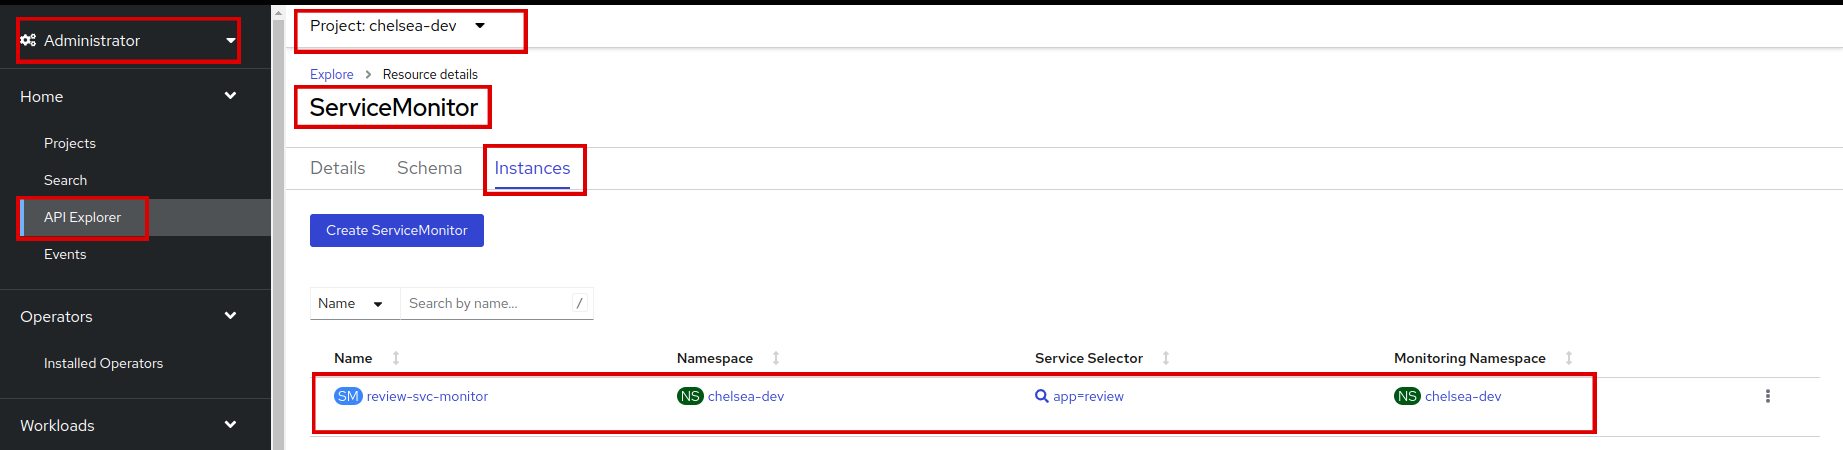 Administrator
Home
Projects
Search
API Explorer
Events
Operators
Installed Operators
Workloads
Project: chelsea-dev
Explore > Resource details
ServiceMonitor
Details Schema Instances
Create ServiceMonitor
Name Search by name... /
Name Namespace Service Selector Monitoring Namespace
SM review-svc-monitor NS chelsea-dev app=review NS chelsea-dev